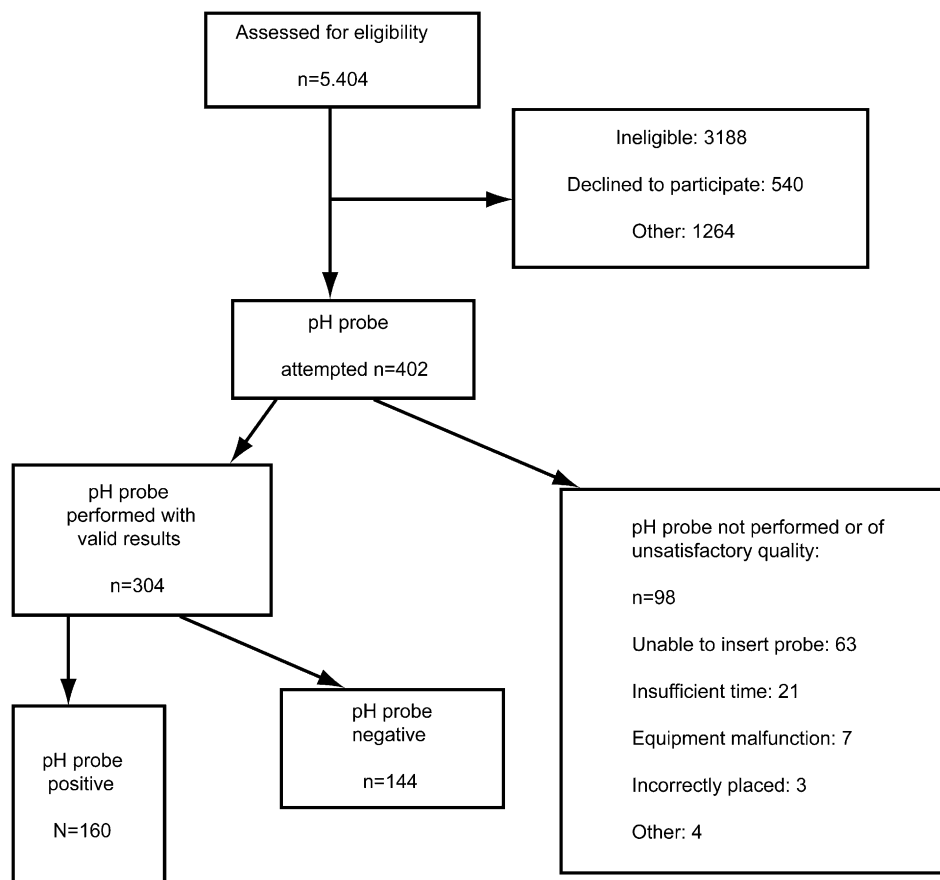 Assessed for eligibility
n=5.404
Ineligible: 3188
Declined to participate: 540
Other: 1264
pH probe
attempted n=402
pH probe
performed with
valid results
n=304
pH probe not performed or of
unsatisfactory quality:
n=98
Unable to insert probe: 63
Insufficient time: 21
Equipment malfunction: 7
Incorrectly placed: 3
Other: 4
pH probe
negative
n=144
pH probe
positive
N=160